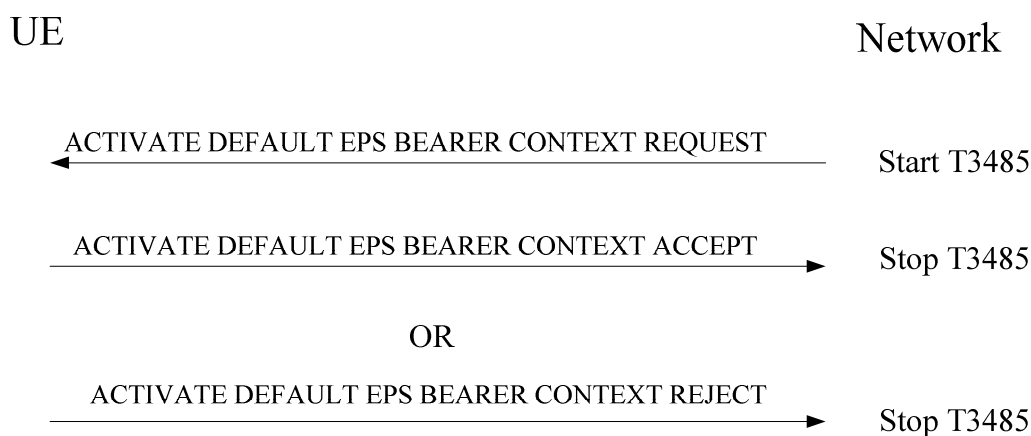 UE
Network
ACTIVATE DEFAULT EPS BEARER CONTEXT REQUEST
Start T3485
ACTIVATE DEFAULT EPS BEARER CONTEXT ACCEPT
Stop T3485
OR
ACTIVATE DEFAULT EPS BEARER CONTEXT REJECT
Stop T3485